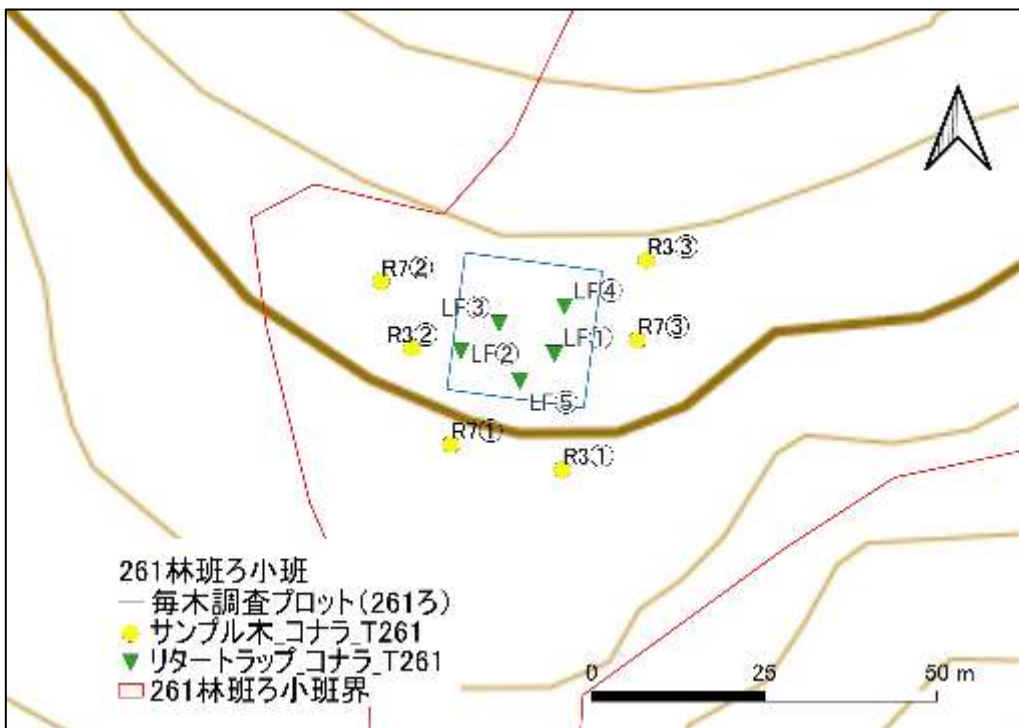 R3③
R7②
LF④
LF③
R3②
LF①
R7③
LF②
LF⑤
R7①
R3①
261林班ろ小班
毎木調査プロット(261ろ)
サンプル木_コナラ_T261
リタートラップ_コナラ_T261
261林班ろ小班界
0 25 50 m